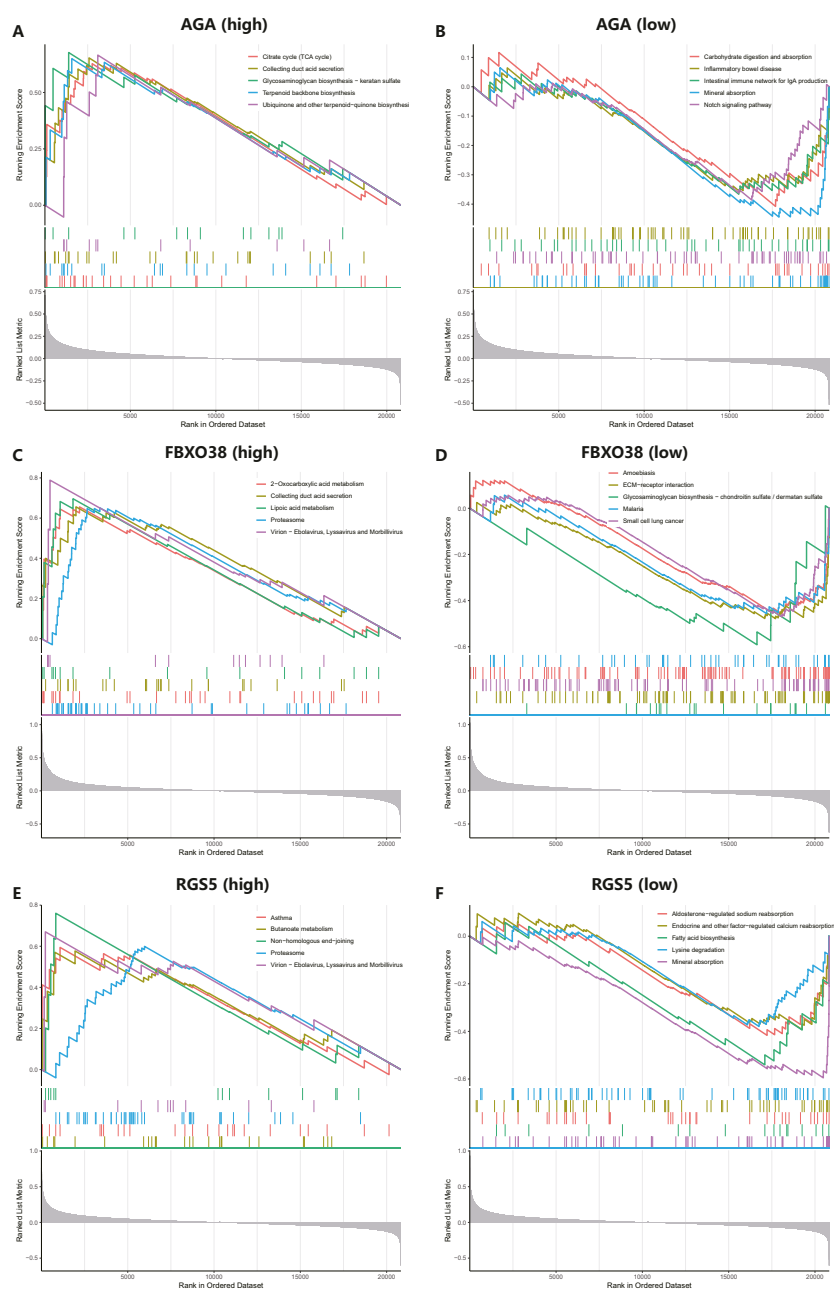 A
AGA (high)
Running Enrichment Score
0.50
0.25
0.00
Citrate cycle (TCA cycle)
Collecting duct acid secretion
Glycosaminoglycan biosynthesis − keratan sulfate
Terpenoid backbone biosynthesis
Ubiquinone and other terpenoid−quinone biosynthesi
Ranked List Metric
0.75
0.50
0.25
0.00
−0.25
−0.50
5000
10000
15000
20000
Rank in Ordered Dataset
B
AGA (low)
Running Enrichment Score
0.1
0.0
−0.1
−0.2
−0.3
−0.4
Carbohydrate digestion and absorption
Inflammatory bowel disease
Intestinal immune network for IgA production
Mineral absorption
Notch signaling pathway
Ranked List Metric
0.75
0.50
0.25
0.00
−0.25
−0.50
5000
10000
15000
20000
Rank in Ordered Dataset
C
FBXO38 (high)
Running Enrichment Score
0.8
0.6
0.4
0.2
0.0
2−Oxocarboxylic acid metabolism
Collecting duct acid secretion
Lipoic acid metabolism
Proteasome
Virion − Ebolavirus, Lyssavirus and Morbillivirus
Ranked List Metric
1.0
0.5
0.0
−0.5
5000
10000
15000
20000
Rank in Ordered Dataset
D
FBXO38 (low)
Running Enrichment Score
0.0
−0.2
−0.4
−0.6
Amoebiasis
ECM−receptor interaction
Glycosaminoglycan biosynthesis − chondroitin sulfate / dermatan sulfate
Malaria
Small cell lung cancer
Ranked List Metric
1.0
0.5
0.0
−0.5
5000
10000
15000
20000
Rank in Ordered Dataset
E
RGS5 (high)
Running Enrichment Score
0.8
0.6
0.4
0.2
0.0
Asthma
Butanoate metabolism
Non−homologous end−joining
Proteasome
Virion − Ebolavirus, Lyssavirus and Morbillivirus
Ranked List Metric
1.0
0.5
0.0
−0.5
5000
10000
15000
20000
Rank in Ordered Dataset
F
RGS5 (low)
Running Enrichment Score
0.0
−0.2
−0.4
−0.6
Aldosterone−regulated sodium reabsorption
Endocrine and other factor−regulated calcium reabsorption
Fatty acid biosynthesis
Lysine degradation
Mineral absorption
Ranked List Metric
1.0
0.5
0.0
−0.5
5000
10000
15000
20000
Rank in Ordered Dataset